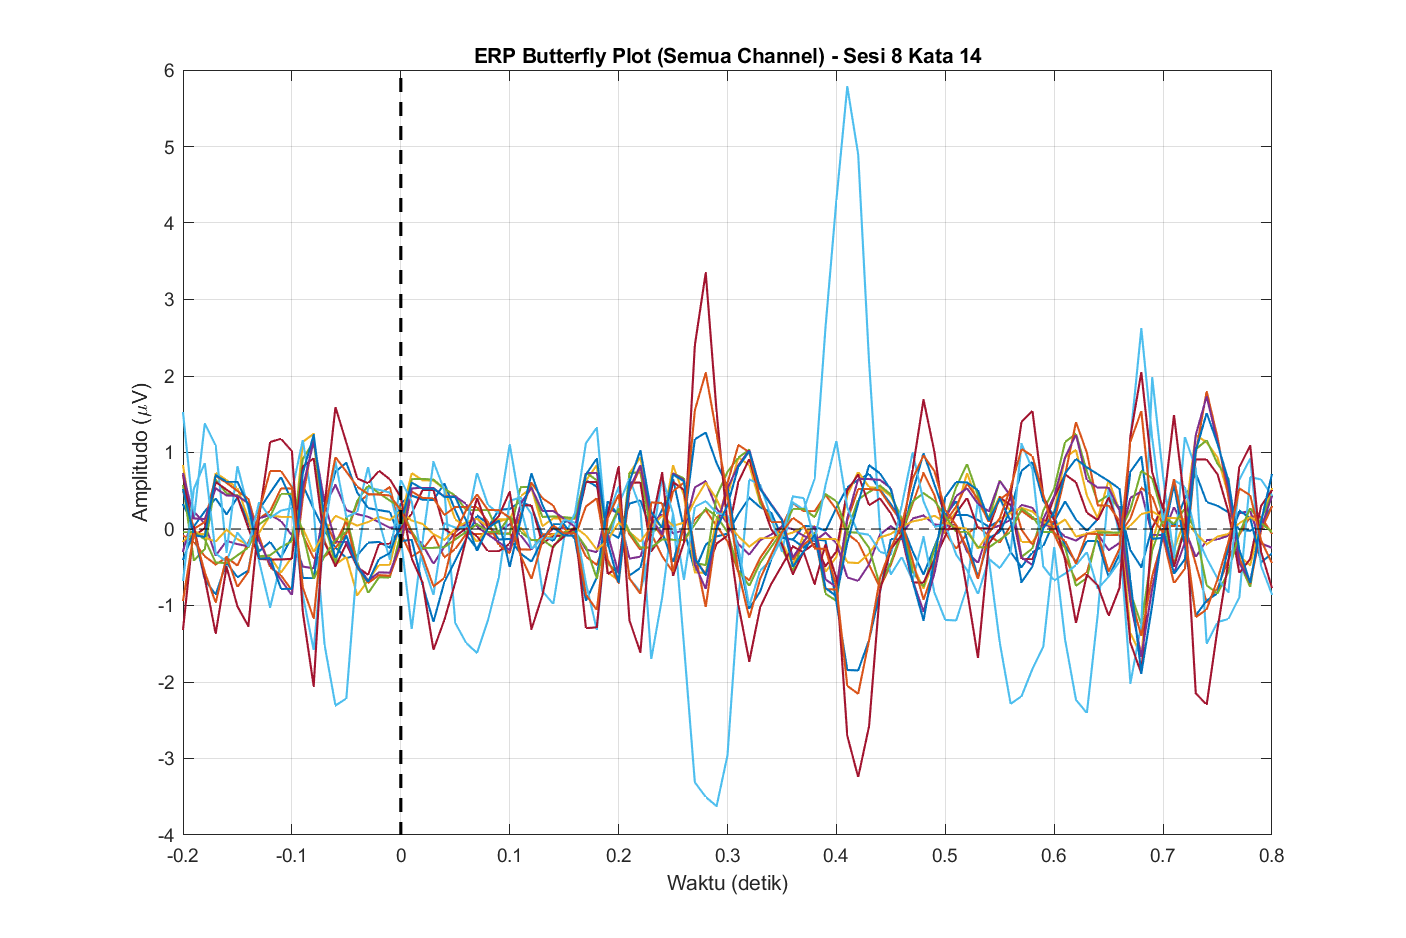 ERP Butterfly Plot (Semua Channel) - Sesi 8 Kata 14
6
5
4
3
2
1
0
-1
-2
-3
-4
Amplitudo (μV)
-0.2 -0.1 0 0.1 0.2 0.3 0.4 0.5 0.6 0.7 0.8
Waktu (detik)